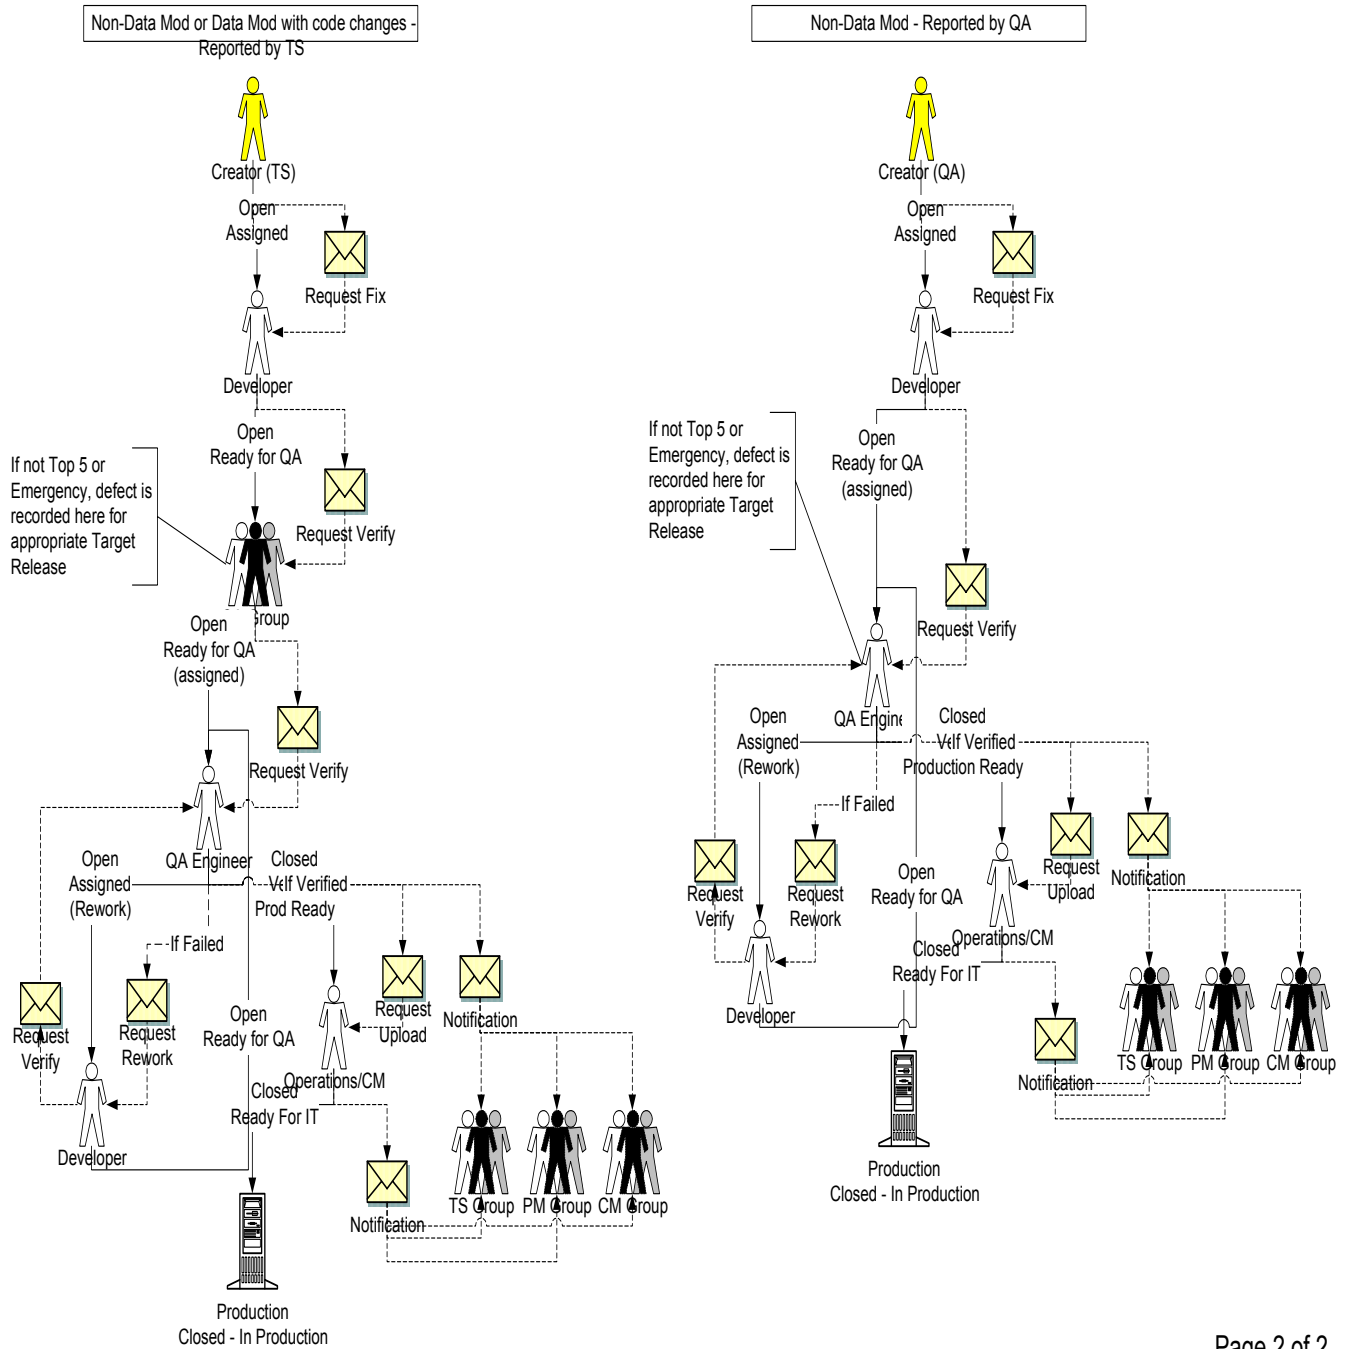 Non-Data Mod or Data Mod with code changes -
Reported by TS
Creator (TS)
Open
Assigned
Request Fix
Developer
Open
Ready for QA
If not Top 5 or
Emergency, defect is
recorded here for
appropriate Target
Release
Request Verify
Group
Open
Ready for QA
(assigned)
Request Verify
QA Engineer
Open
Assigned
(Rework)
Closed
If Verified
Prod Ready
If Failed
Request
Verify
Request
Rework
Open
Ready for QA
Request
Upload
Notification
Developer
Operations/CM
Closed
Ready For IT
Notification
TS Group
PM Group
CM Group
Production
Closed - In Production
Non-Data Mod - Reported by QA
Creator (QA)
Open
Assigned
Request Fix
Developer
If not Top 5 or
Emergency, defect is
recorded here for
appropriate Target
Release
Open
Ready for QA
(assigned)
Request Verify
QA Engine
Open
Assigned
(Rework)
Closed
If Verified
Production Ready
If Failed
Request
Verify
Request
Rework
Open
Ready for QA
Request
Upload
Notification
Developer
Operations/CM
Closed
Ready For IT
Notification
TS Group
PM Group
CM Group
Production
Closed - In Production
Page 2 of 2